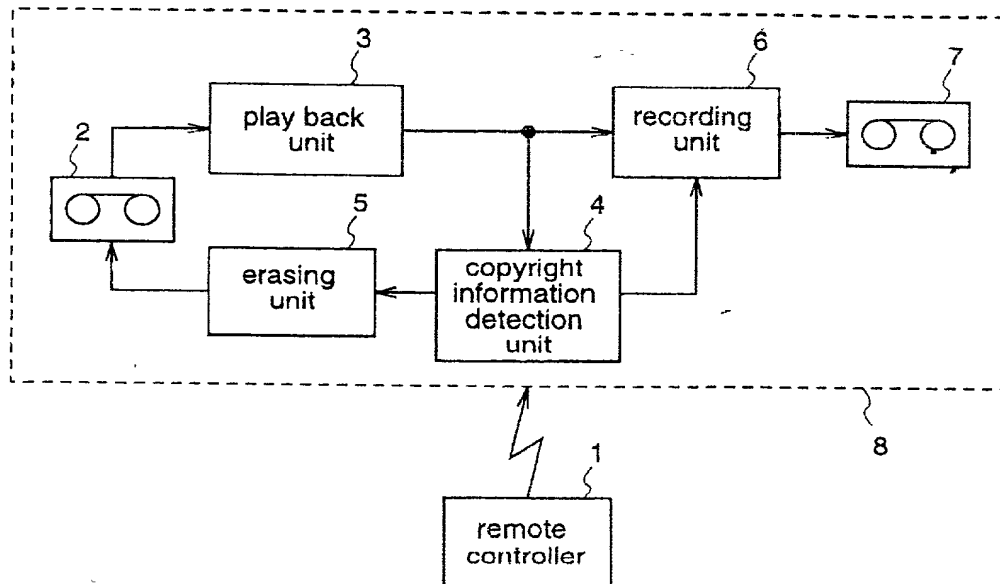 3
play back
unit
6
recording
unit
7
2
5
erasing
unit
4
copyright
information
detection
unit
8
1
remote
controller